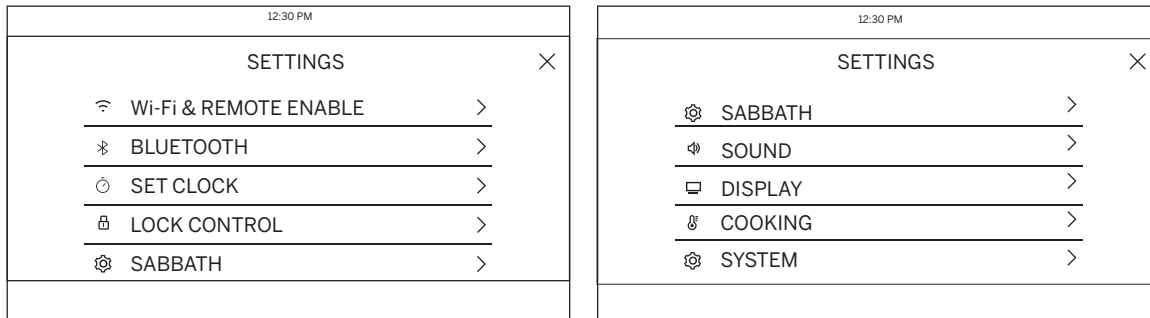 12:30 PM
SETTINGS
Wi-Fi & REMOTE ENABLE
BLUETOOTH
SET CLOCK
LOCK CONTROL
SABBATH
12:30 PM
SETTINGS
SABBATH
SOUND
DISPLAY
COOKING
SYSTEM